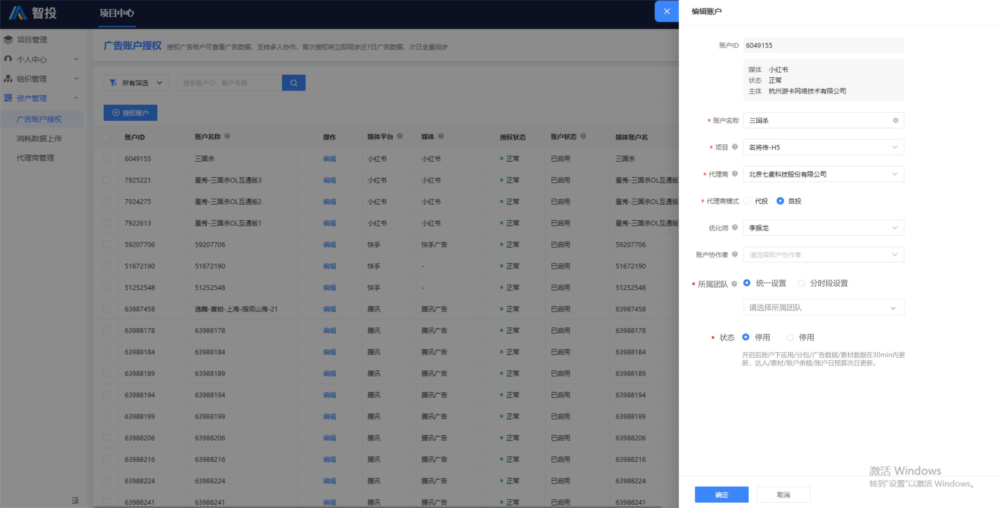 智投
项目中心
项目管理
个人中心
组织管理
资产管理
广告账户授权
消耗数据上传
代理商管理
广告账户授权 授权广告账户可查看广告数据，支持多人协作，首次授权将立即同步近7日广告数据，次日全量同步
所有筛选 搜索账户ID、账户名称
授权账户
账户ID 账户名称 操作 媒体平台 媒体 授权状态 账户状态 媒体账户名
6049155 三国杀 编辑 小红书 小红书 正常 已启用 三国杀
7925221 星秀-三国杀OL互通版3 编辑 小红书 小红书 正常 已启用 星秀-三国杀OL互通版
7924275 星秀-三国杀OL互通版2 编辑 小红书 小红书 正常 已启用 星秀-三国杀OL互通版
7922613 星秀-三国杀OL互通版1 编辑 小红书 小红书 正常 已启用 星秀-三国杀OL互通版
59207706 59207706 编辑 快手 快手广告 正常 已启用 59207706
51672190 51672190 编辑 快手 - 正常 已启用 51672190
51252548 51252548 编辑 快手 - 正常 已启用 51252548
63987458 逸舞-赛铂-上海-指间山海-21 编辑 腾讯 腾讯广告 正常 已启用 63987458
63988178 63988178 编辑 腾讯 腾讯广告 正常 已启用 63988178
63988184 63988184 编辑 腾讯 腾讯广告 正常 已启用 63988184
63988189 63988189 编辑 腾讯 腾讯广告 正常 已启用 63988189
63988194 63988194 编辑 腾讯 腾讯广告 正常 已启用 63988194
63988199 63988199 编辑 腾讯 腾讯广告 正常 已启用 63988199
63988206 63988206 编辑 腾讯 腾讯广告 正常 已启用 63988206
63988216 63988216 编辑 腾讯 腾讯广告 正常 已启用 63988216
63988224 63988224 编辑 腾讯 腾讯广告 正常 已启用 63988224
63988241 63988241 编辑 腾讯 腾讯广告 正常 已启用 63988241
编辑账户
账户ID 6049155
媒体 小红书
状态 正常
主体 杭州游卡网络技术有限公司
* 账户名称 三国杀
* 项目 名将传-H5
* 代理商 北京七麦科技股份有限公司
* 代理商模式 代投 自投
优化师 李振龙
账户协作者 请选择账户协作者
• 所属团队 统一设置 分时段设置
请选择所属团队
• 状态 停用 停用
开启后账户下应用/分包/广告数据/素材数据在30min内更
新，达人/素材/账户余额/账户日预算次日更新。
激活 Windows
转到"设置"以激活 Windows。
确定 取消